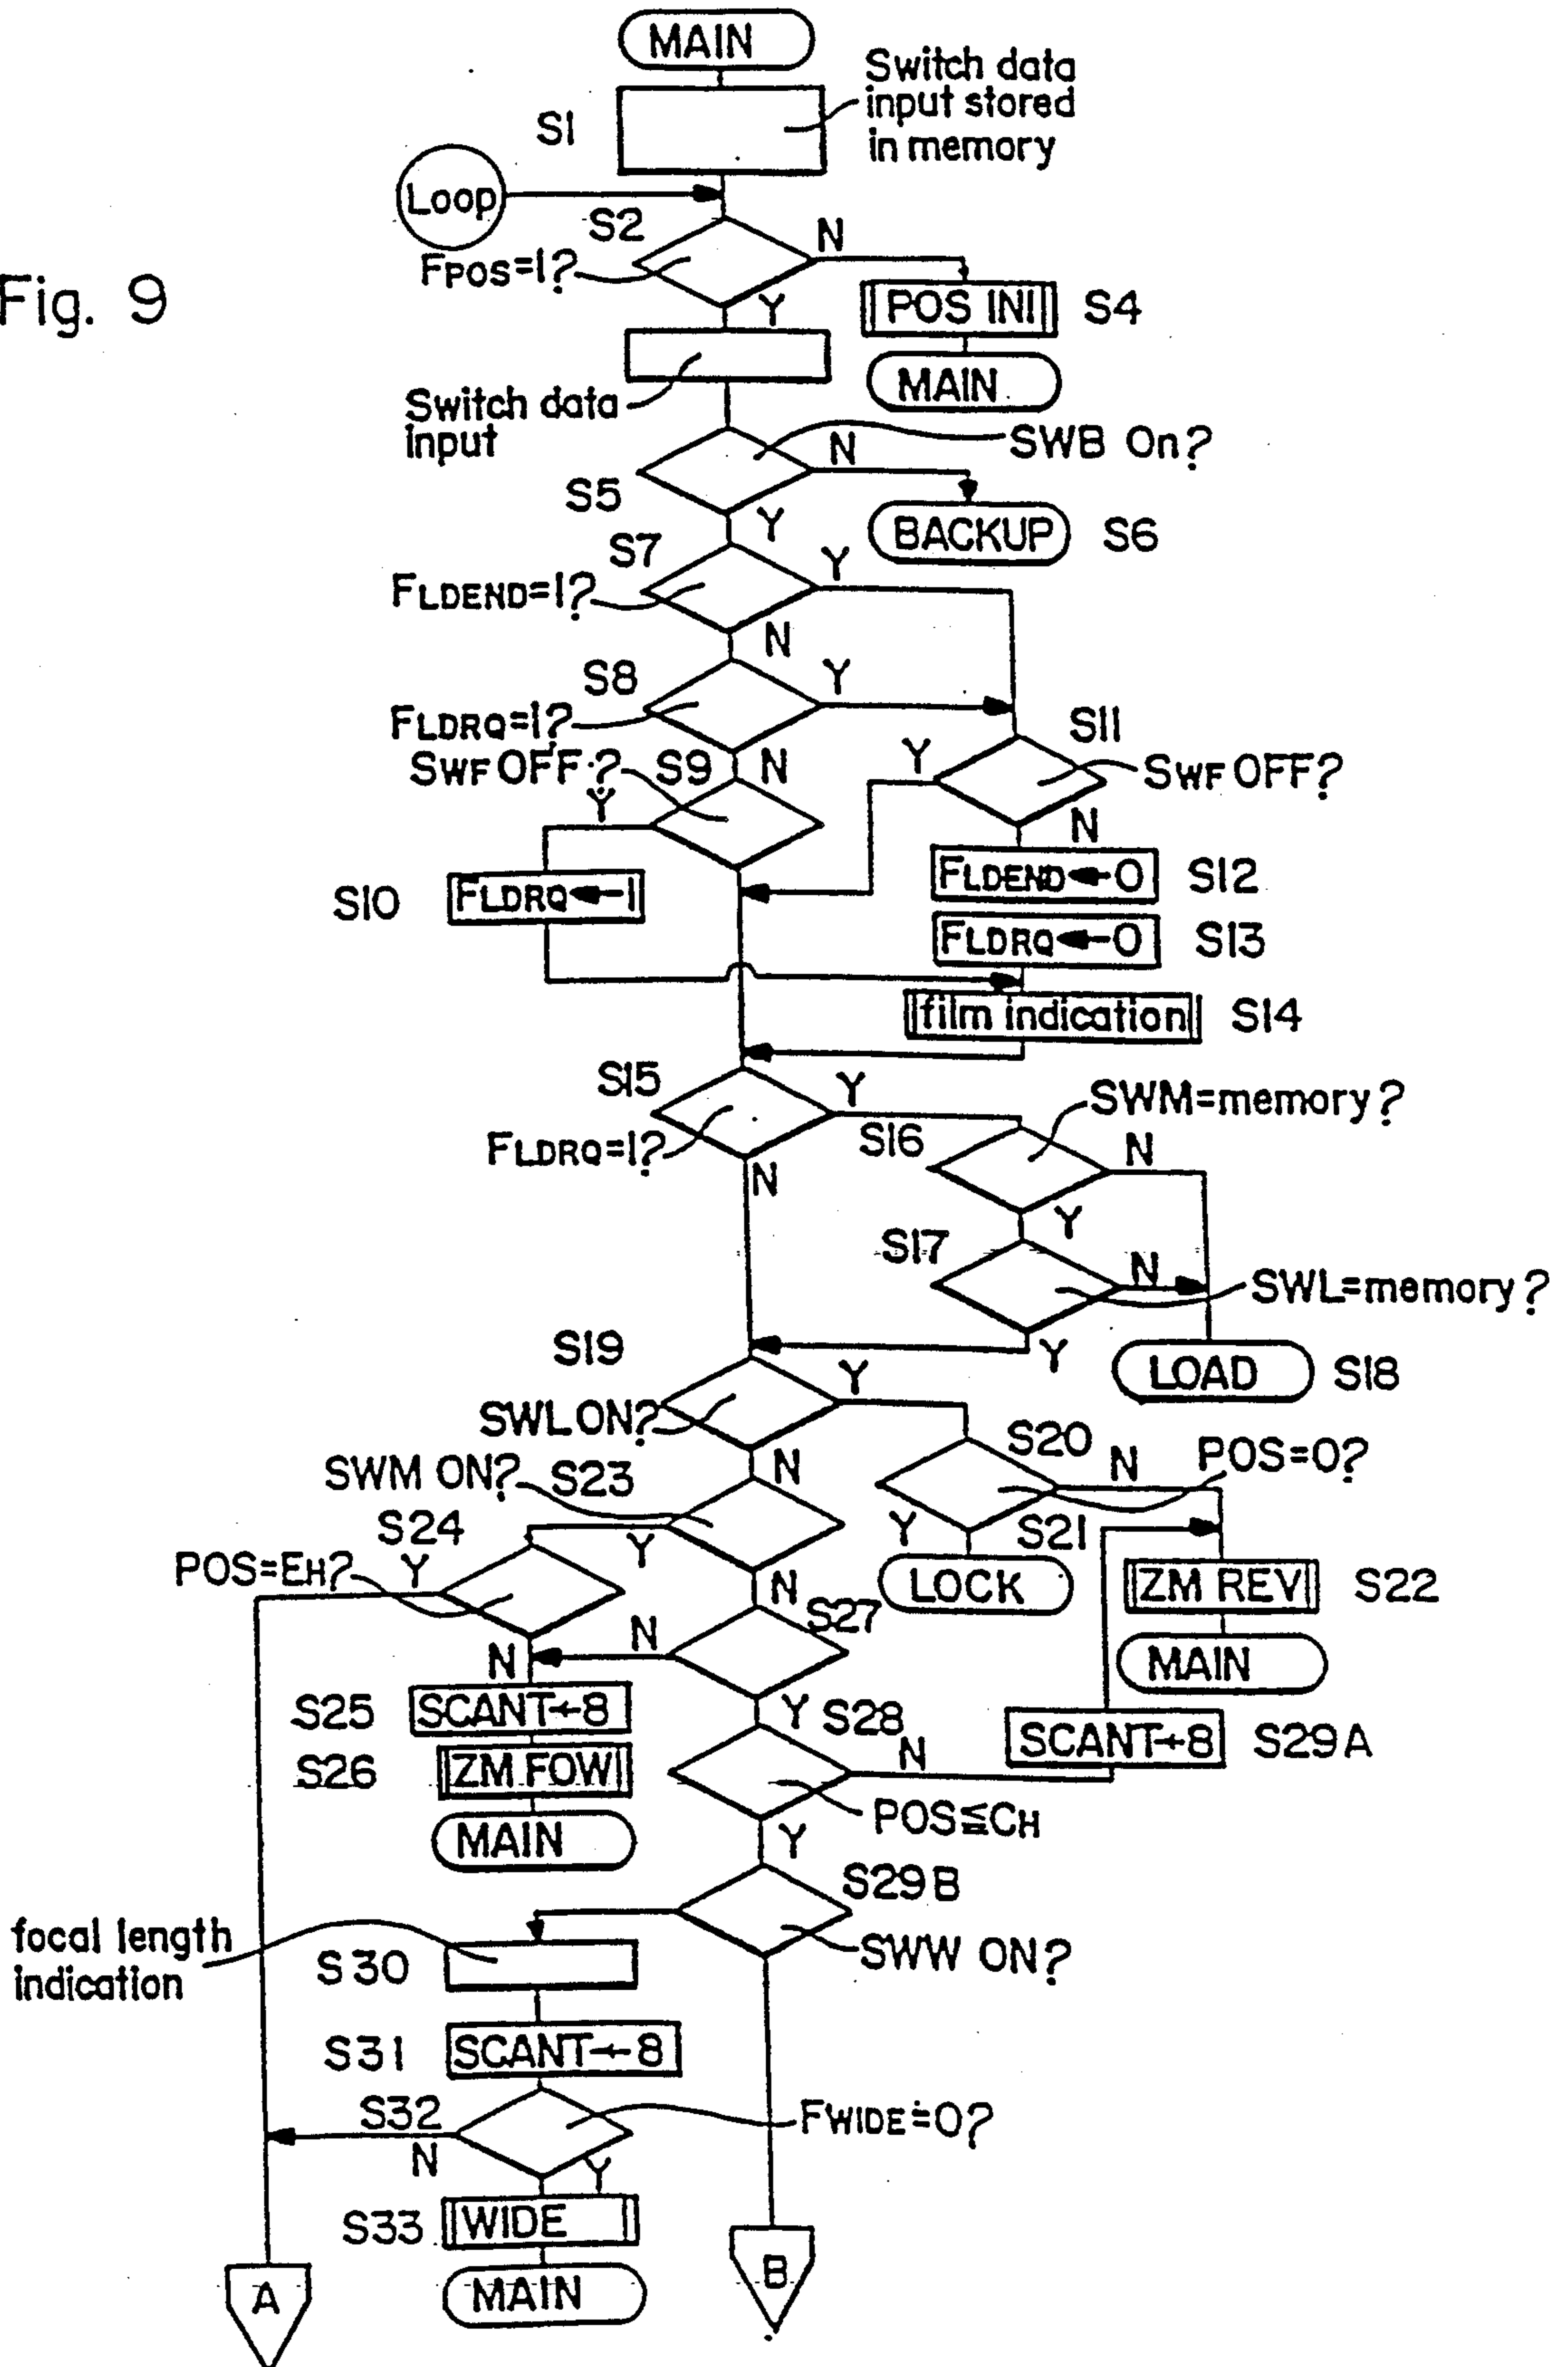 Fig. 9
MAIN
Switch data
input stored
in memory
S1
Loop
S2
FPOS=1?
N
Y
POS INI
S4
MAIN
Switch data
input
SWB On?
N
S5
Y
BACKUP
S6
S7
Y
FLDEND=1?
N
S8
Y
FLDRQ=1?
N
S11
SWF OFF?
S9
Y
Y
SWF OFF?
N
S10
FLDRQ←1
FLDEND←0
S12
FLDRQ←0
S13
film indication
S14
S15
Y
FLDRQ=1?
N
SWM=memory?
S16
N
Y
S17
N
SWL=memory?
Y
LOAD
S18
S19
Y
SWL ON?
N
S20
N
POS=0?
Y
S21
LOCK
ZM REV
S22
MAIN
SWM ON?
S23
Y
N
S24
POS=EH?
Y
N
S27
N
Y
S25
SCANT←8
S26
ZM FOW
MAIN
S28
N
SCANT←8
S29A
POS≦CH
Y
S29B
SWW ON?
focal length
indication
S30
S31
SCANT←8
S32
FWIDE=0?
N
Y
S33
WIDE
MAIN
A
B